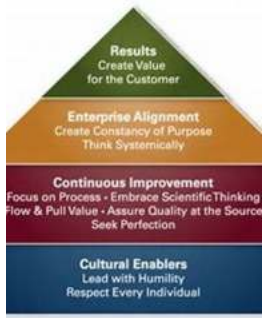 Results
Create Value
for the Customer
Enterprise Alignment
Create Constancy of Purpose
Think Systemically
Continuous Improvement
Focus on Process • Embrace Scientific Thinking
Flow & Pull Value • Assure Quality at the Source
Seek Perfection
Cultural Enablers
Lead with Humility
Respect Every Individual